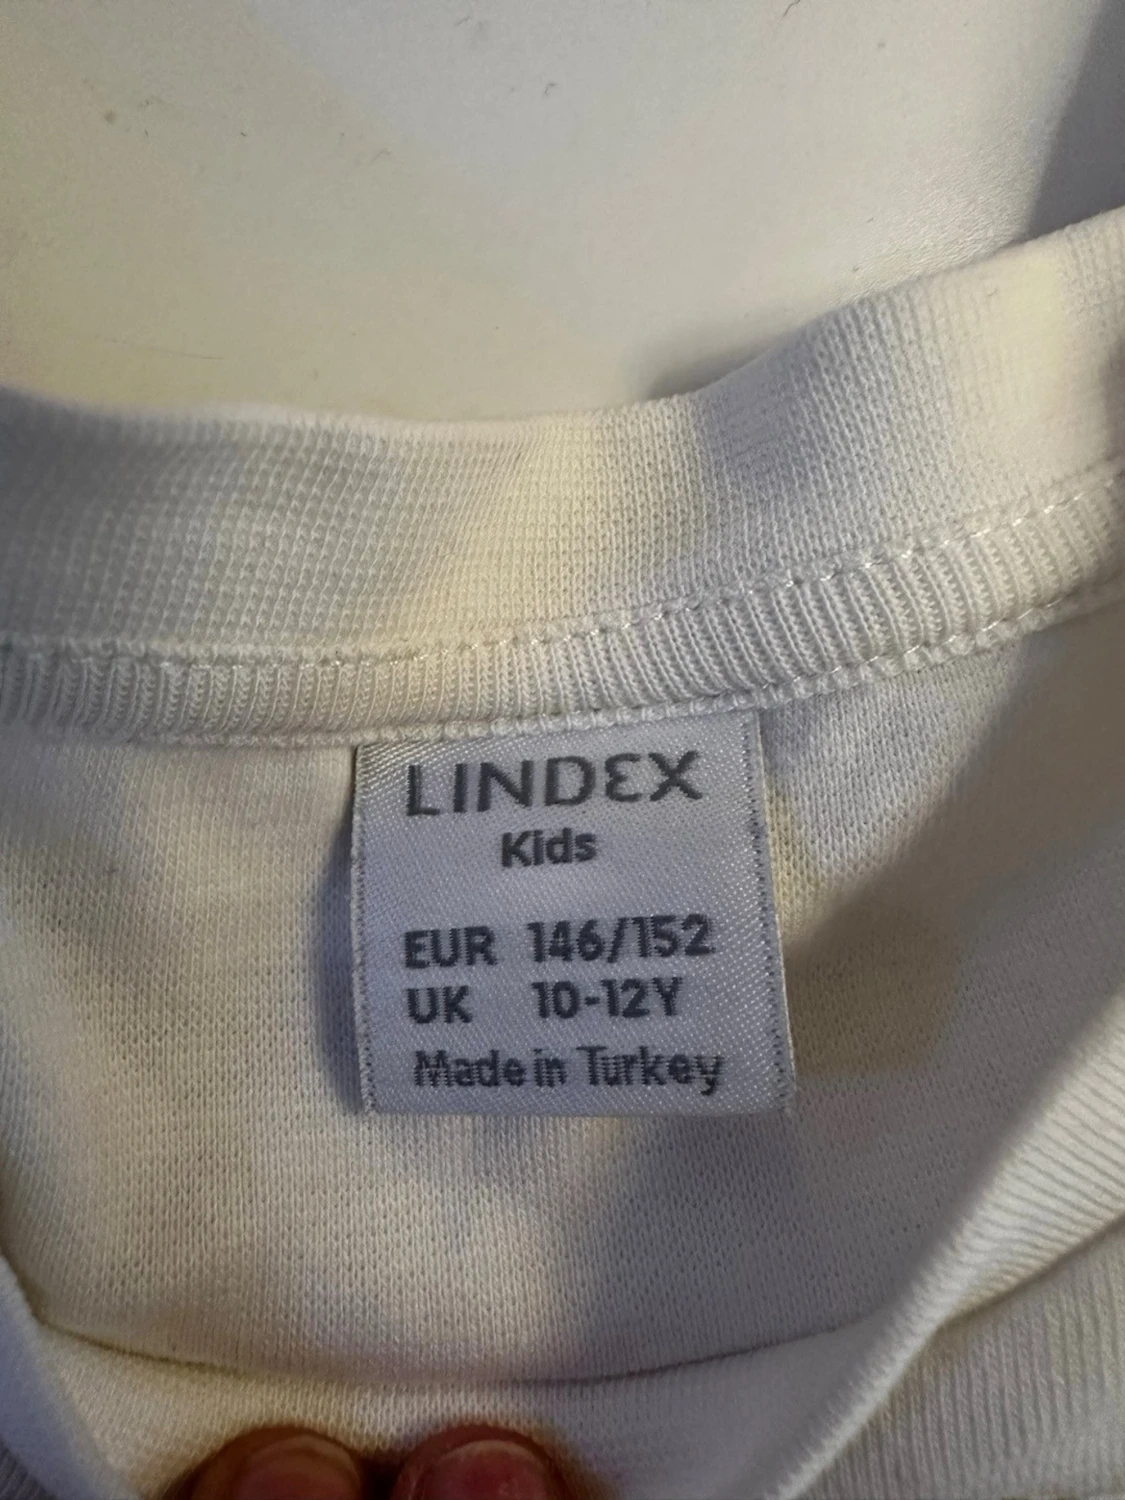 LINDEX
Kids
EUR 146/152
UK 10-12Y
Made in Turkey